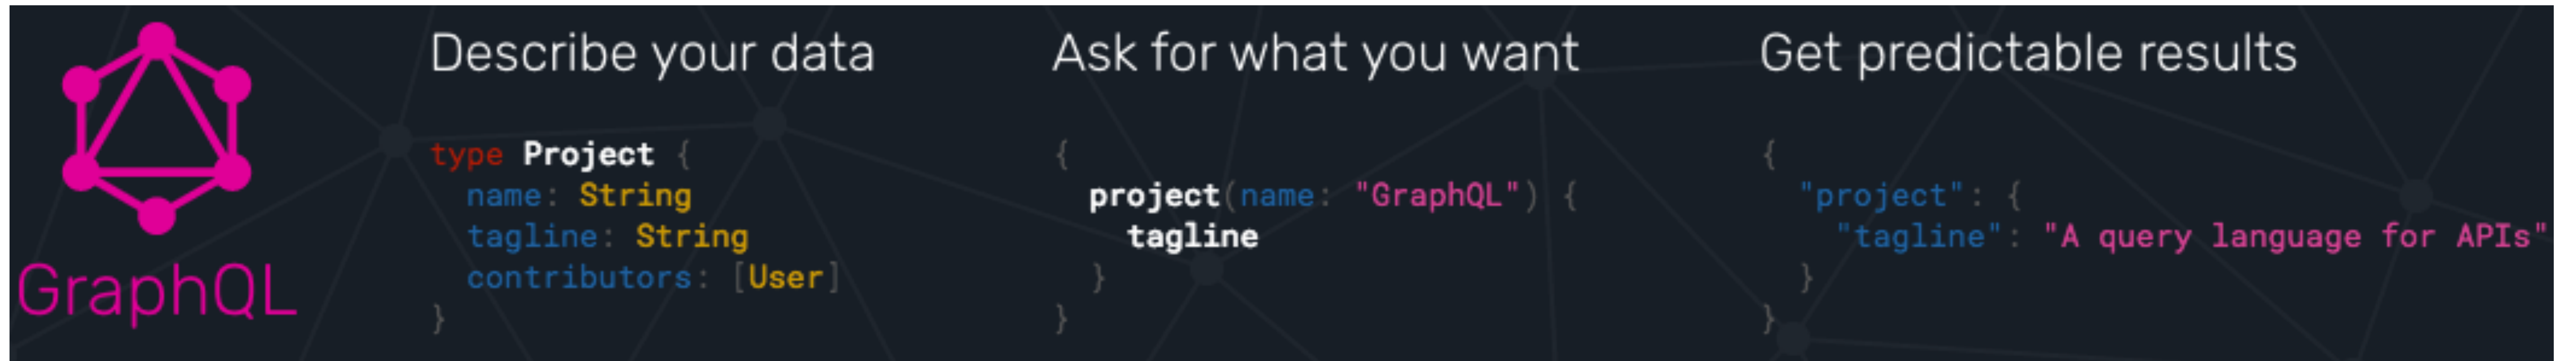 GraphQL
Describe your data
type Project {
  name: String
  tagline: String
  contributors: [User]
}
Ask for what you want
{
  project(name: "GraphQL") {
    tagline
  }
}
Get predictable results
{
  "project": {
    "tagline": "A query language for APIs"
  }
}